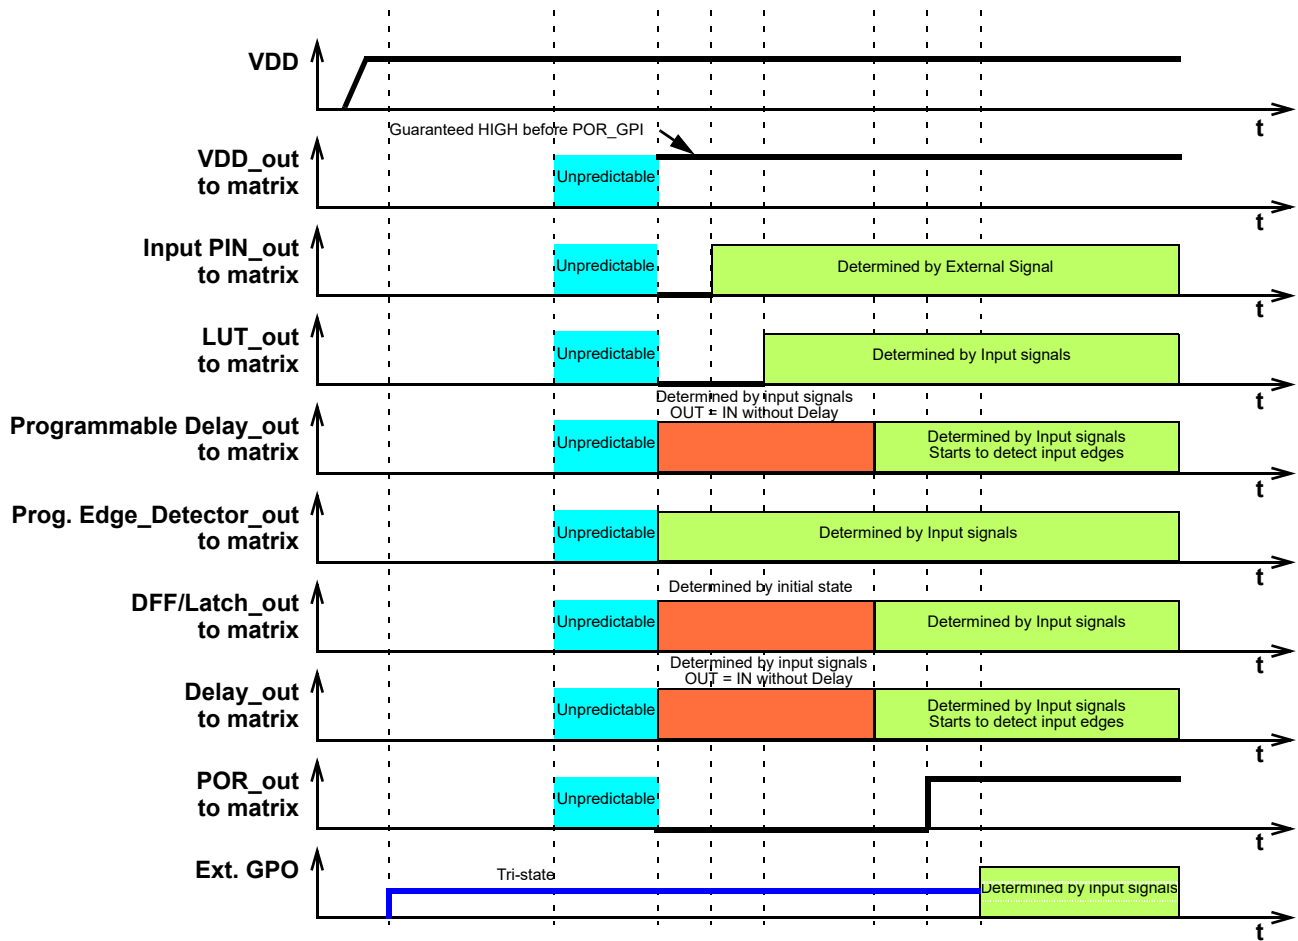 VDD
t
Guaranteed HIGH before POR_GPI
VDD_out
to matrix
Unpredictable
t
Input PIN_out
to matrix
Unpredictable
Determined by External Signal
t
LUT_out
to matrix
Unpredictable
Determined by Input signals
t
Determined by input signals
OUT = IN without Delay
Programmable Delay_out
to matrix
Unpredictable
Determined by Input signals
Starts to detect input edges
t
Prog. Edge_Detector_out
to matrix
Unpredictable
Determined by Input signals
t
Determined by initial state
DFF/Latch_out
to matrix
Unpredictable
Determined by Input signals
t
Determined by input signals
OUT = IN without Delay
Delay_out
to matrix
Unpredictable
Determined by Input signals
Starts to detect input edges
t
POR_out
to matrix
Unpredictable
t
Ext. GPO
Tri-state
Determined by input signals
t